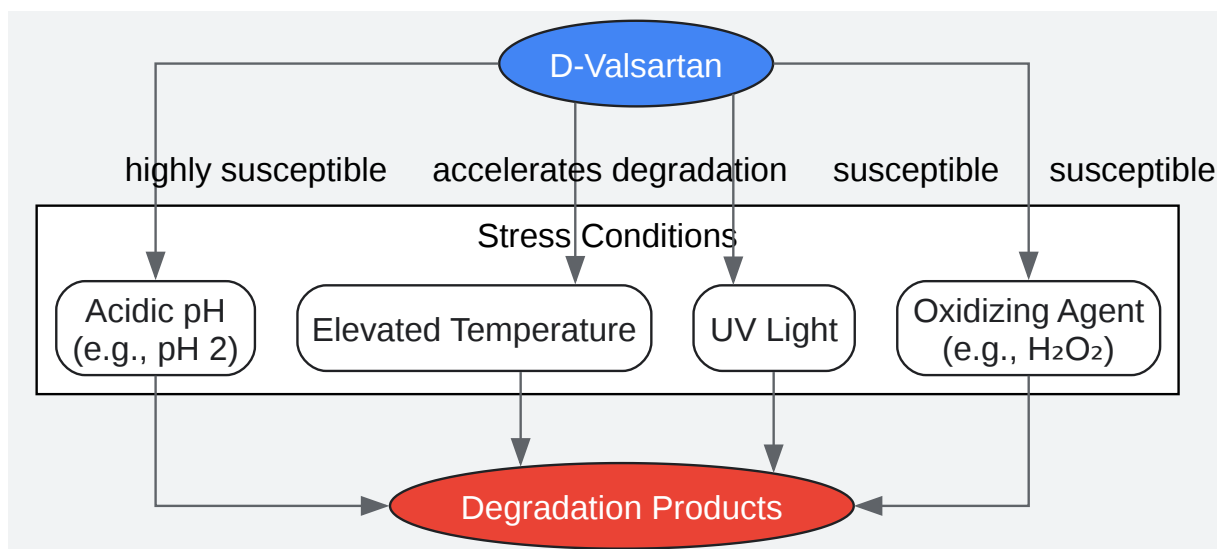 D-Valsartan
highly susceptible
accelerates degradation
susceptible
susceptible
Stress Conditions
Acidic pH
(e.g., pH 2)
Elevated Temperature
UV Light
Oxidizing Agent
(e.g., H₂O₂)
Degradation Products